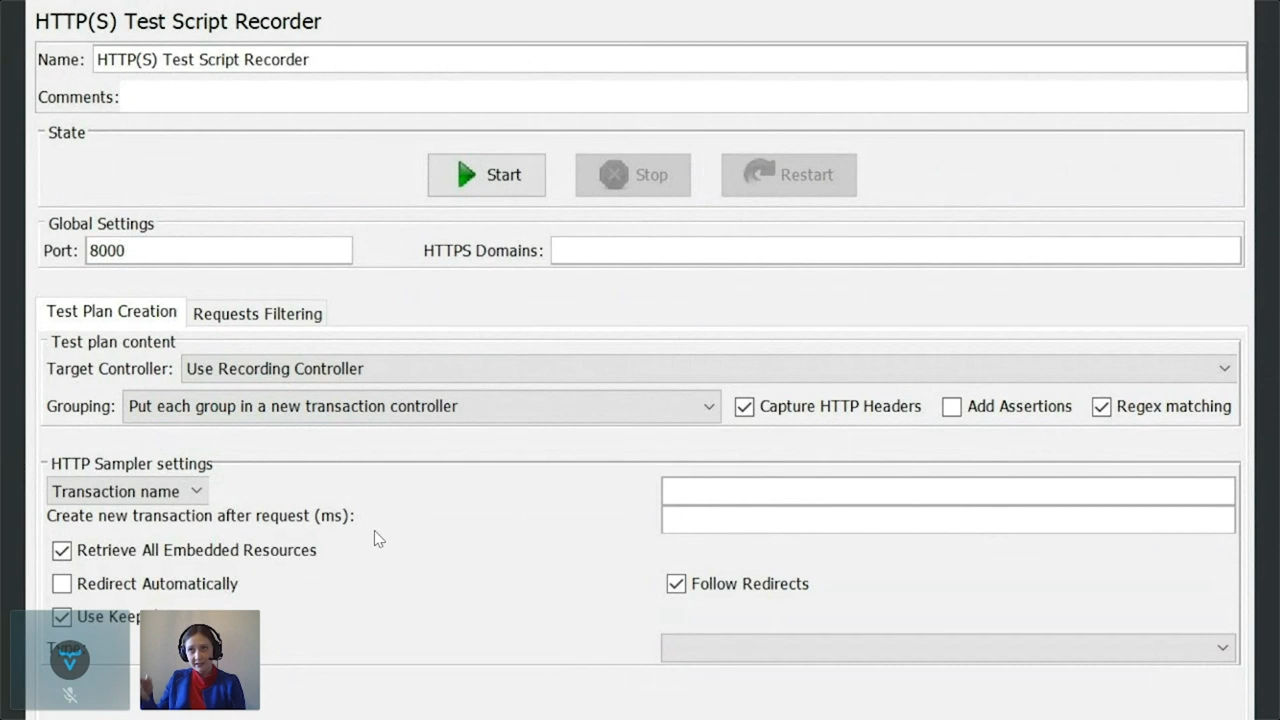 HTTP(S) Test Script Recorder
Name: HTTP(S) Test Script Recorder
Comments:
State
Start Stop Restart
Global Settings
Port: 8000 HTTPS Domains:
Test Plan Creation Requests Filtering
Test plan content
Target Controller: Use Recording Controller
Grouping: Put each group in a new transaction controller Capture HTTP Headers Add Assertions Regex matching
HTTP Sampler settings
Transaction name
Create new transaction after request (ms):
Retrieve All Embedded Resources
Redirect Automatically Follow Redirects
Use Keep
Type: